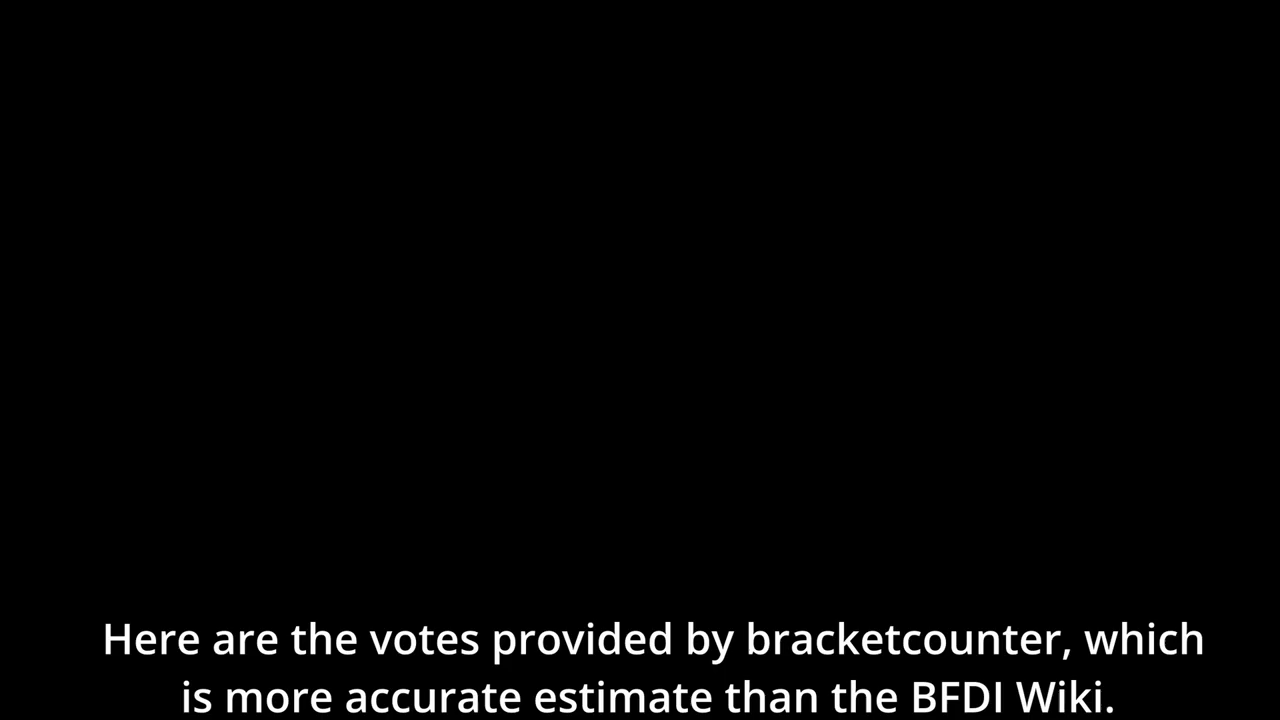 Here are the votes provided by bracketcounter, which
is more accurate estimate than the BFDI Wiki.